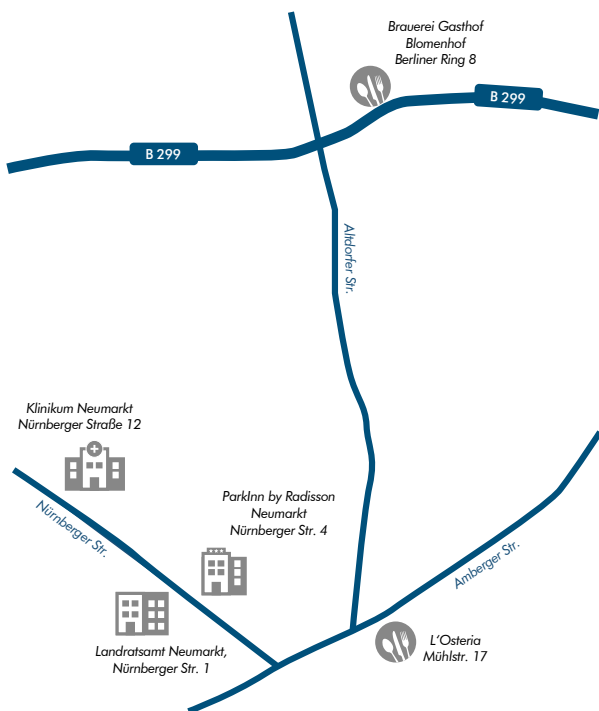 Brauerei Gasthof
Blomenhof
Berliner Ring 8
B 299
B 299
Altdorfer Str.
Klinikum Neumarkt
Nürnberger Straße 12
Nürnberger Str.
ParkInn by Radisson
Neumarkt
Nürnberger Str. 4
Amberger Str.
Landratsamt Neumarkt,
Nürnberger Str. 1
L'Osteria
Mühlstr. 17